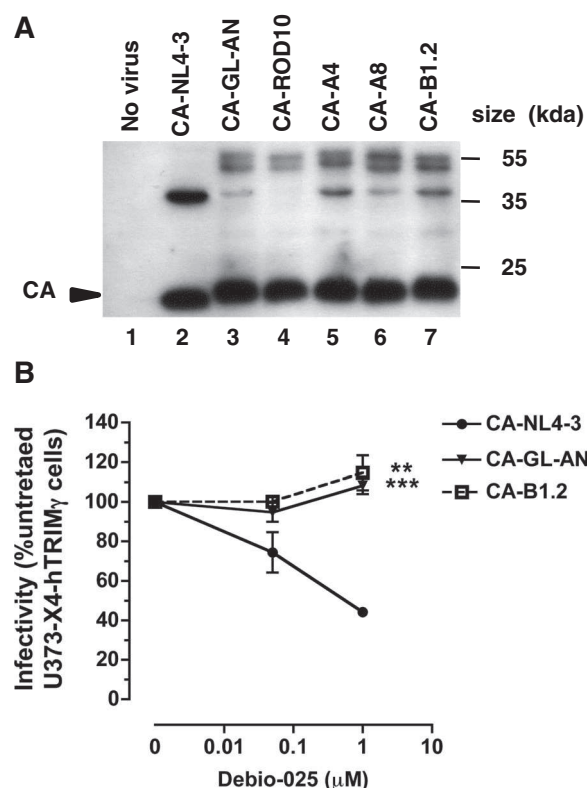 A
No virus
CA-NL4-3
CA-GL-AN
CA-ROD10
CA-A4
CA-A8
CA-B1.2
size (kda)
55
35
25
CA
1 2 3 4 5 6 7
B
Infectivity (%untretaed
U373-X4-hTRIMγ cells)
140
120
100
80
60
40
20
0
**
***
CA-NL4-3
CA-GL-AN
CA-B1.2
0 0.01 0.1 1 10
Debio-025 (μM)